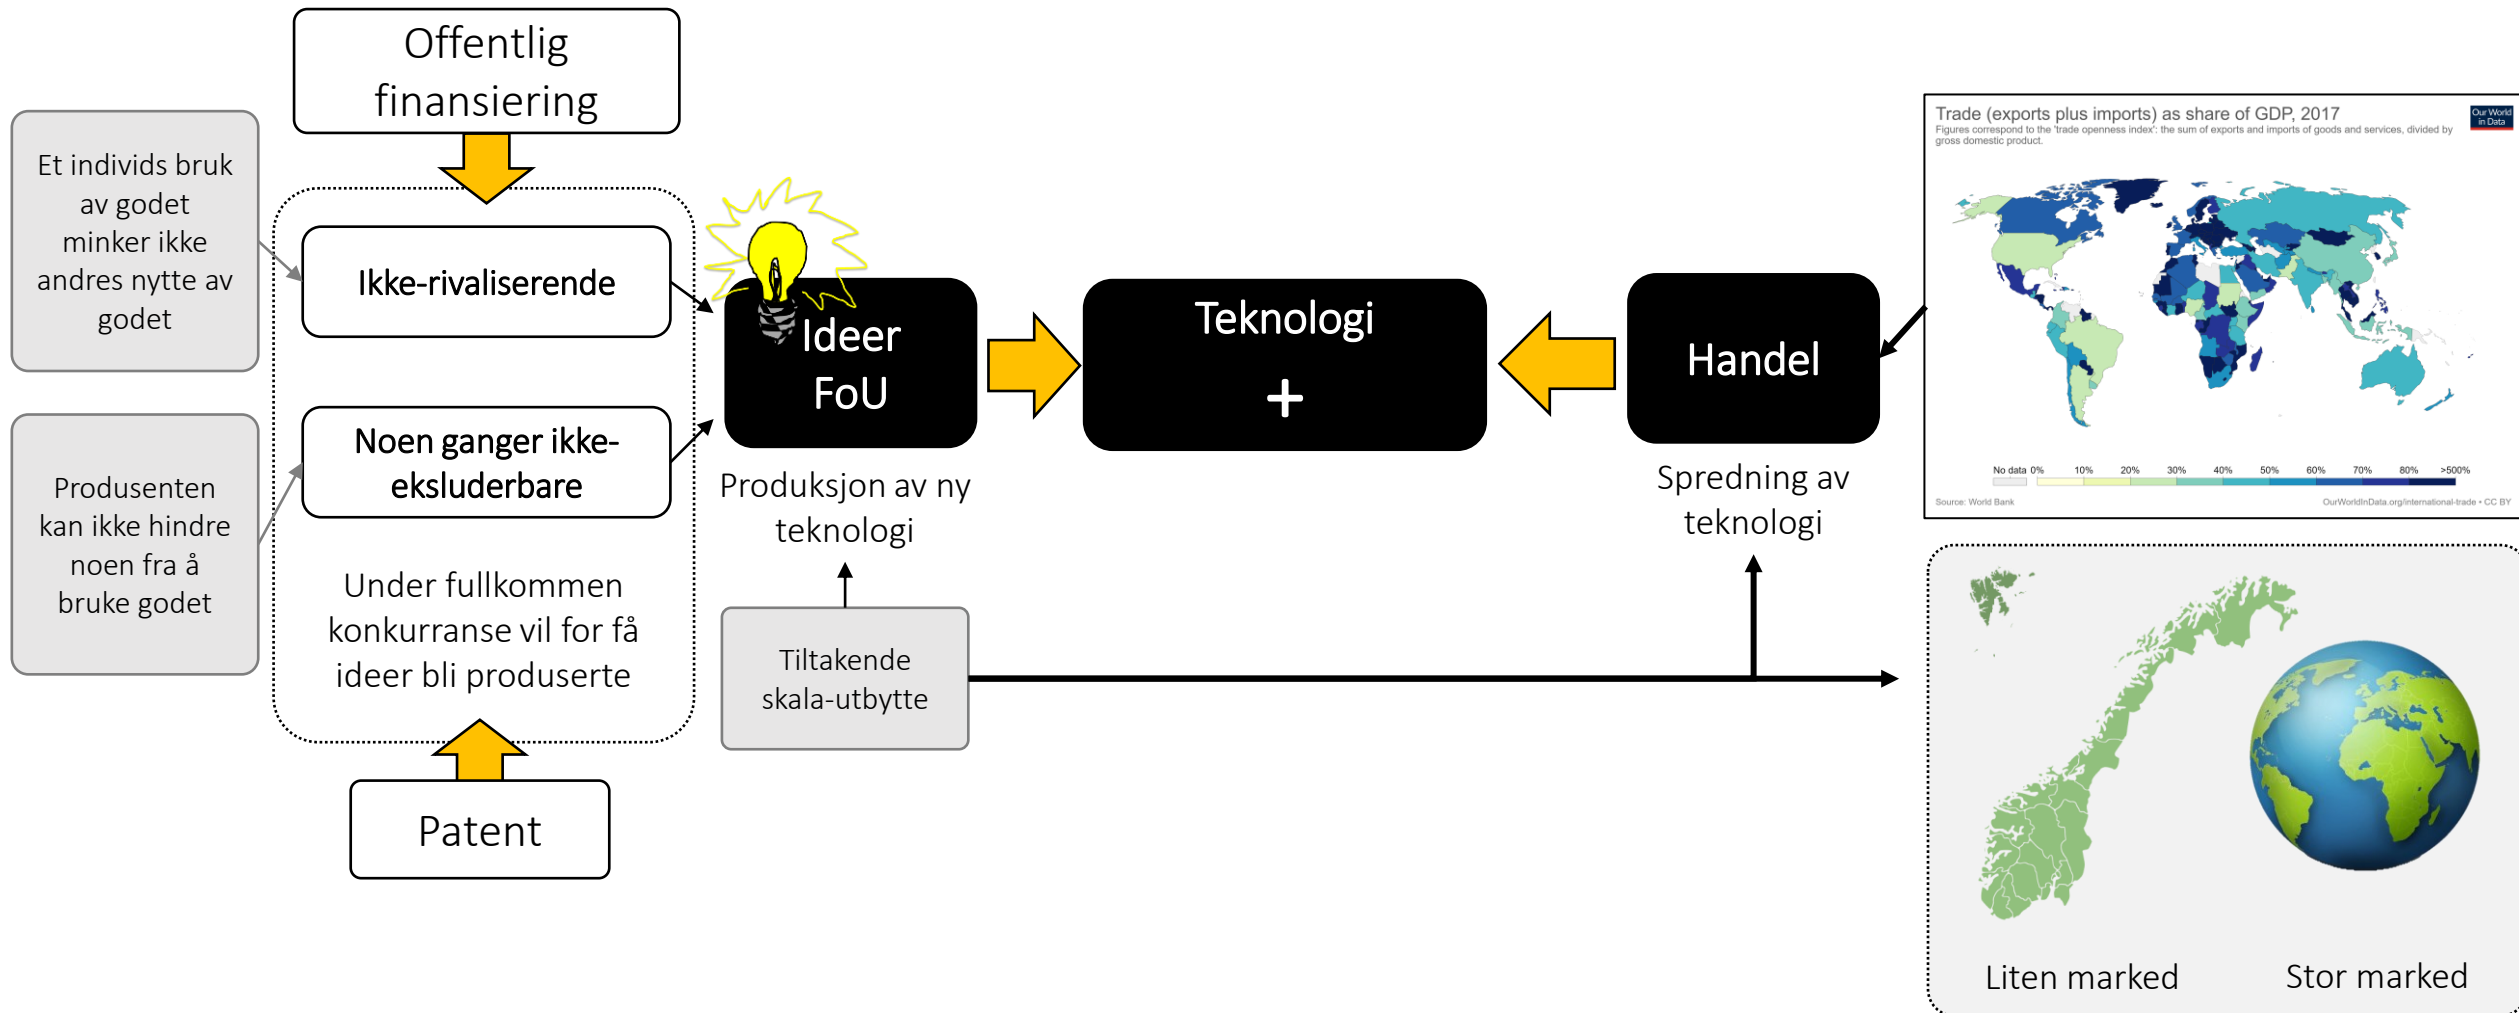 Offentlig
finansiering
Et individs bruk
av godet
minker ikke
andres nytte av
godet
Ikke-rivaliserende
Produsenten
kan ikke hindre
noen fra å
bruke godet
Noen ganger ikke-
eksluderbare
Under fullkommen
konkurranse vil for få
ideer bli produserte
Patent
Ideer
FoU
Produksjon av ny
teknologi
Tiltakende
skala-utbytte
Teknologi
+
Handel
Spredning av
teknologi
Trade (exports plus imports) as share of GDP, 2017
Our World
in Data
Figures correspond to the 'trade openness index': the sum of exports and imports of goods and services, divided by
gross domestic product.
No data 0% 10% 20% 30% 40% 50% 60% 70% 80% >500%
Source: World Bank
OurWorldInData.org/international-trade • CC BY
Liten marked
Stor marked